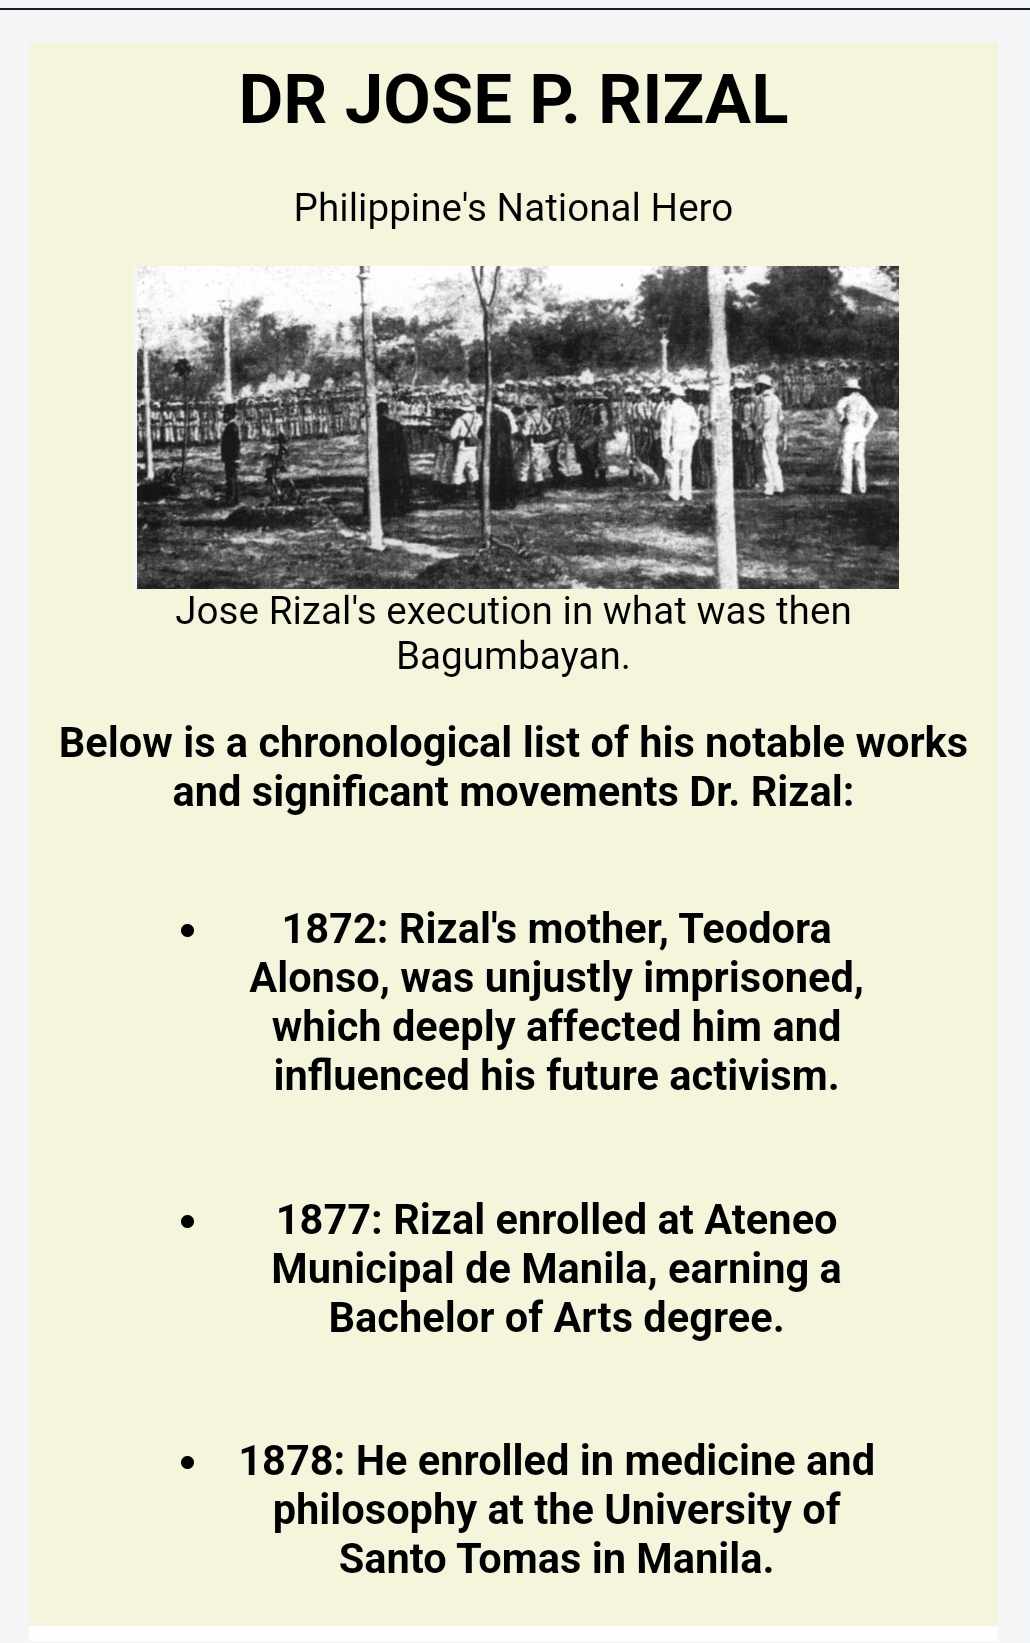 DR JOSE P. RIZAL
Philippine's National Hero
Jose Rizal's execution in what was then
Bagumbayan.
Below is a chronological list of his notable works
and significant movements Dr. Rizal:
• 1872: Rizal's mother, Teodora
Alonso, was unjustly imprisoned,
which deeply affected him and
influenced his future activism.
• 1877: Rizal enrolled at Ateneo
Municipal de Manila, earning a
Bachelor of Arts degree.
• 1878: He enrolled in medicine and
philosophy at the University of
Santo Tomas in Manila.